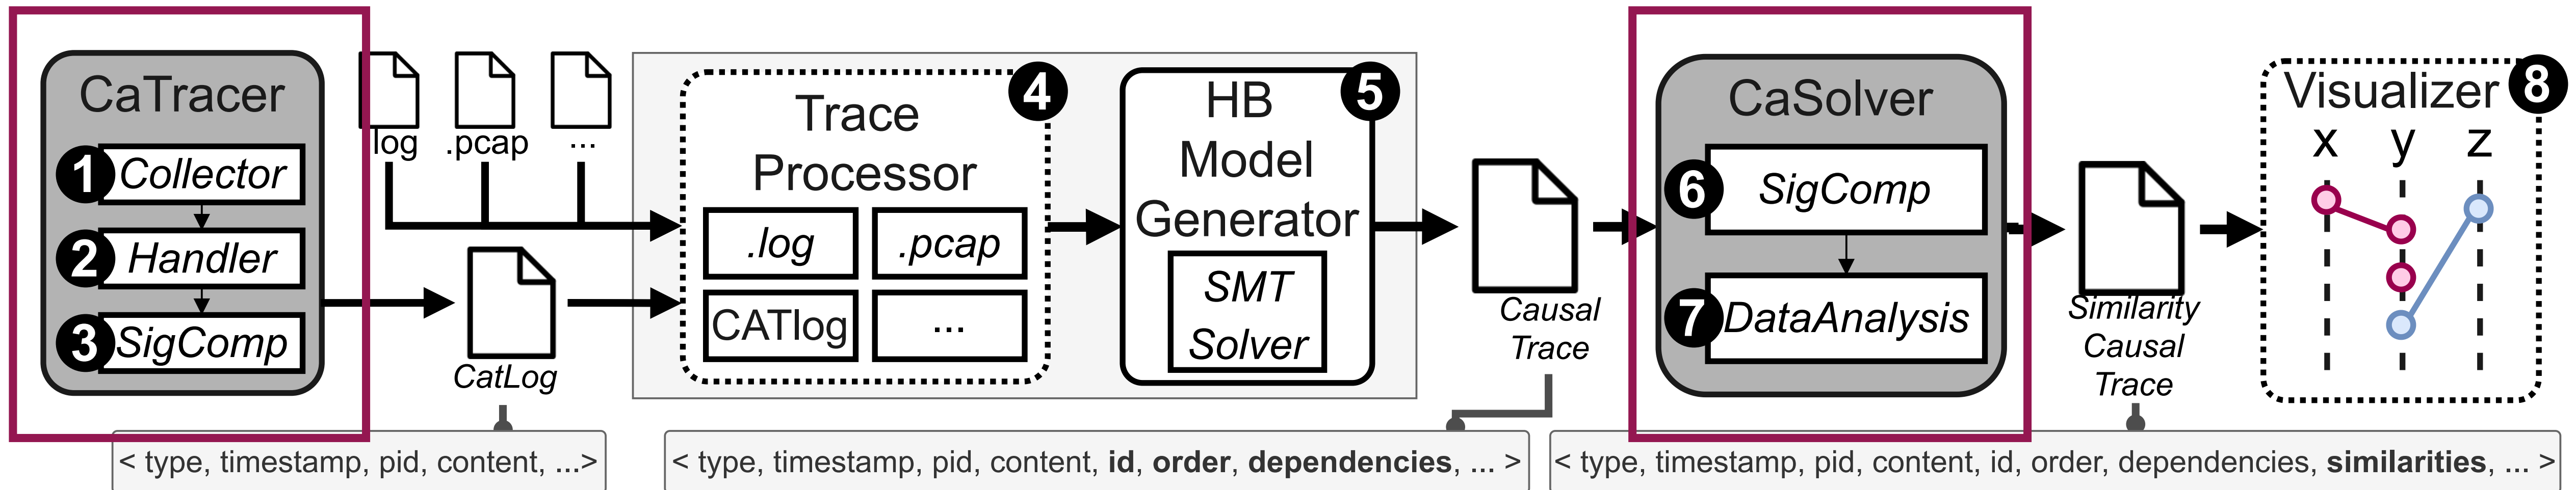 CaTracer
1 Collector
2 Handler
3 SigComp
log
.pcap
...
CatLog
< type, timestamp, pid, content, ...>
Trace
Processor
4
.log
.pcap
CATlog
...
HB
Model
Generator
5
SMT
Solver
Causal
Trace
< type, timestamp, pid, content, id, order, dependencies, ... >
CaSolver
6 SigComp
7 DataAnalysis
Similarity
Causal
Trace
< type, timestamp, pid, content, id, order, dependencies, similarities, ... >
Visualizer 8
x y z